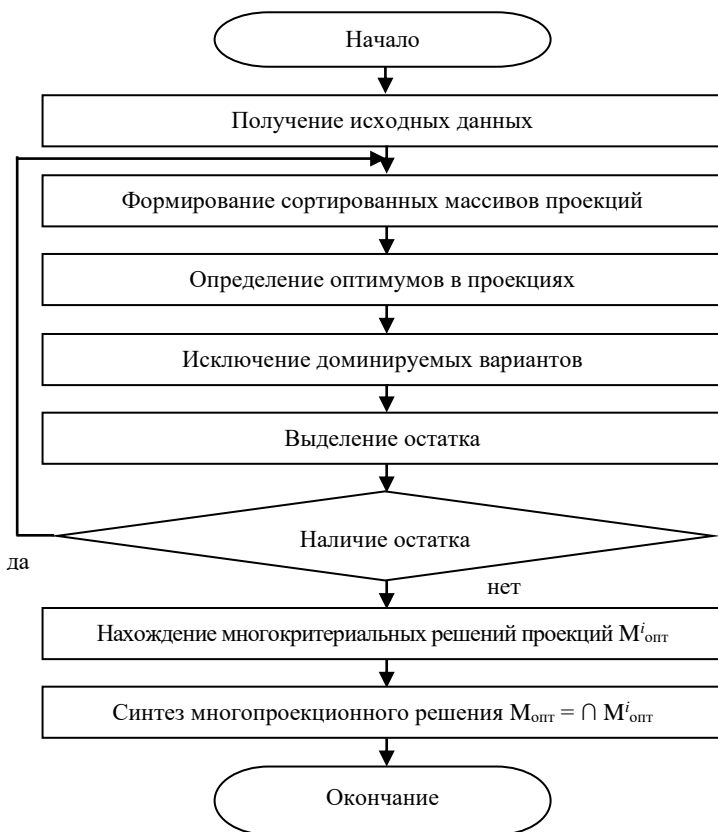 Начало
Получение исходных данных
Формирование сортированных массивов проекций
Определение оптимумов в проекциях
Исключение доминируемых вариантов
Выделение остатка
Наличие остатка
да
нет
Нахождение многокритериальных решений проекций Mⁱопт
Синтез многопроекционного решения Mопт = ∩ Mⁱопт
Окончание